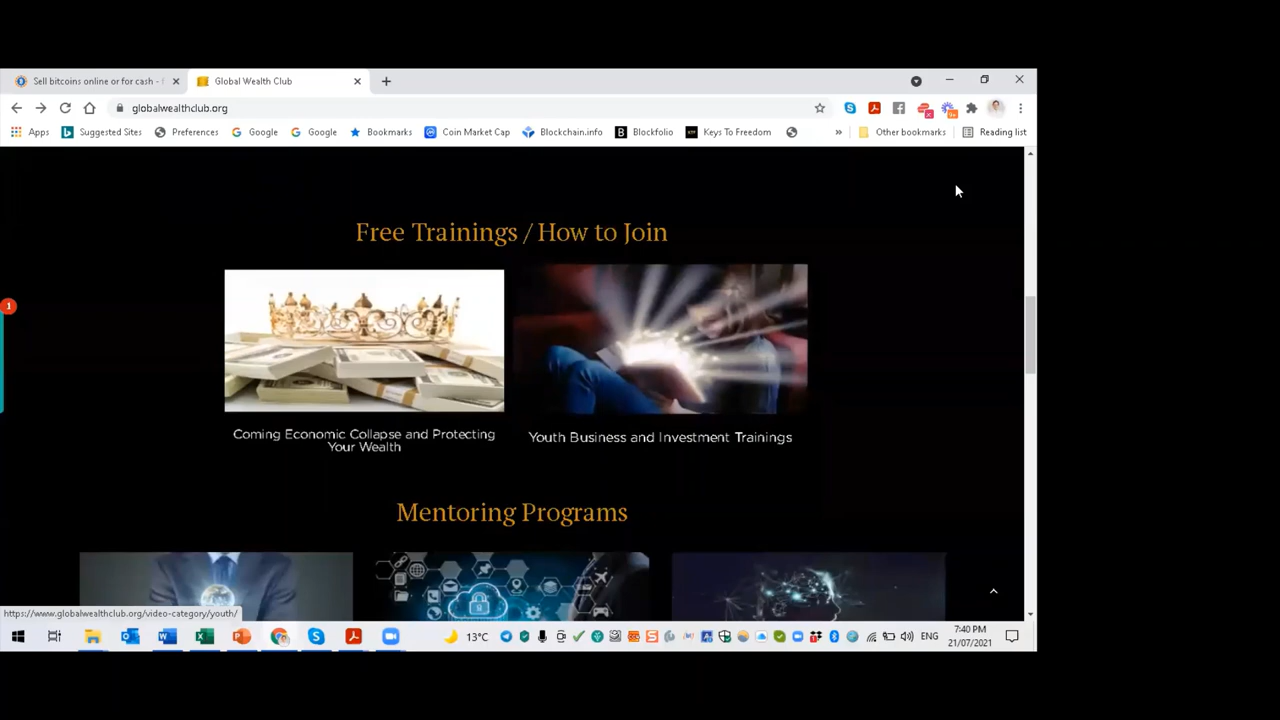 Sell bitcoins online or for cash -
Global Wealth Club
globalwealthclub.org
Apps
Suggested Sites
Preferences
Google
Google
Bookmarks
Coin Market Cap
Blockchain.info
Blockfolio
Keys To Freedom
»
Other bookmarks
Reading list
Free Trainings / How to Join
1
Coming Economic Collapse and Protecting
Your Wealth
Youth Business and Investment Trainings
Mentoring Programs
https://www.globalwealthclub.org/video-category/youth/
13°C
ENG
7:40 PM
21/07/2021